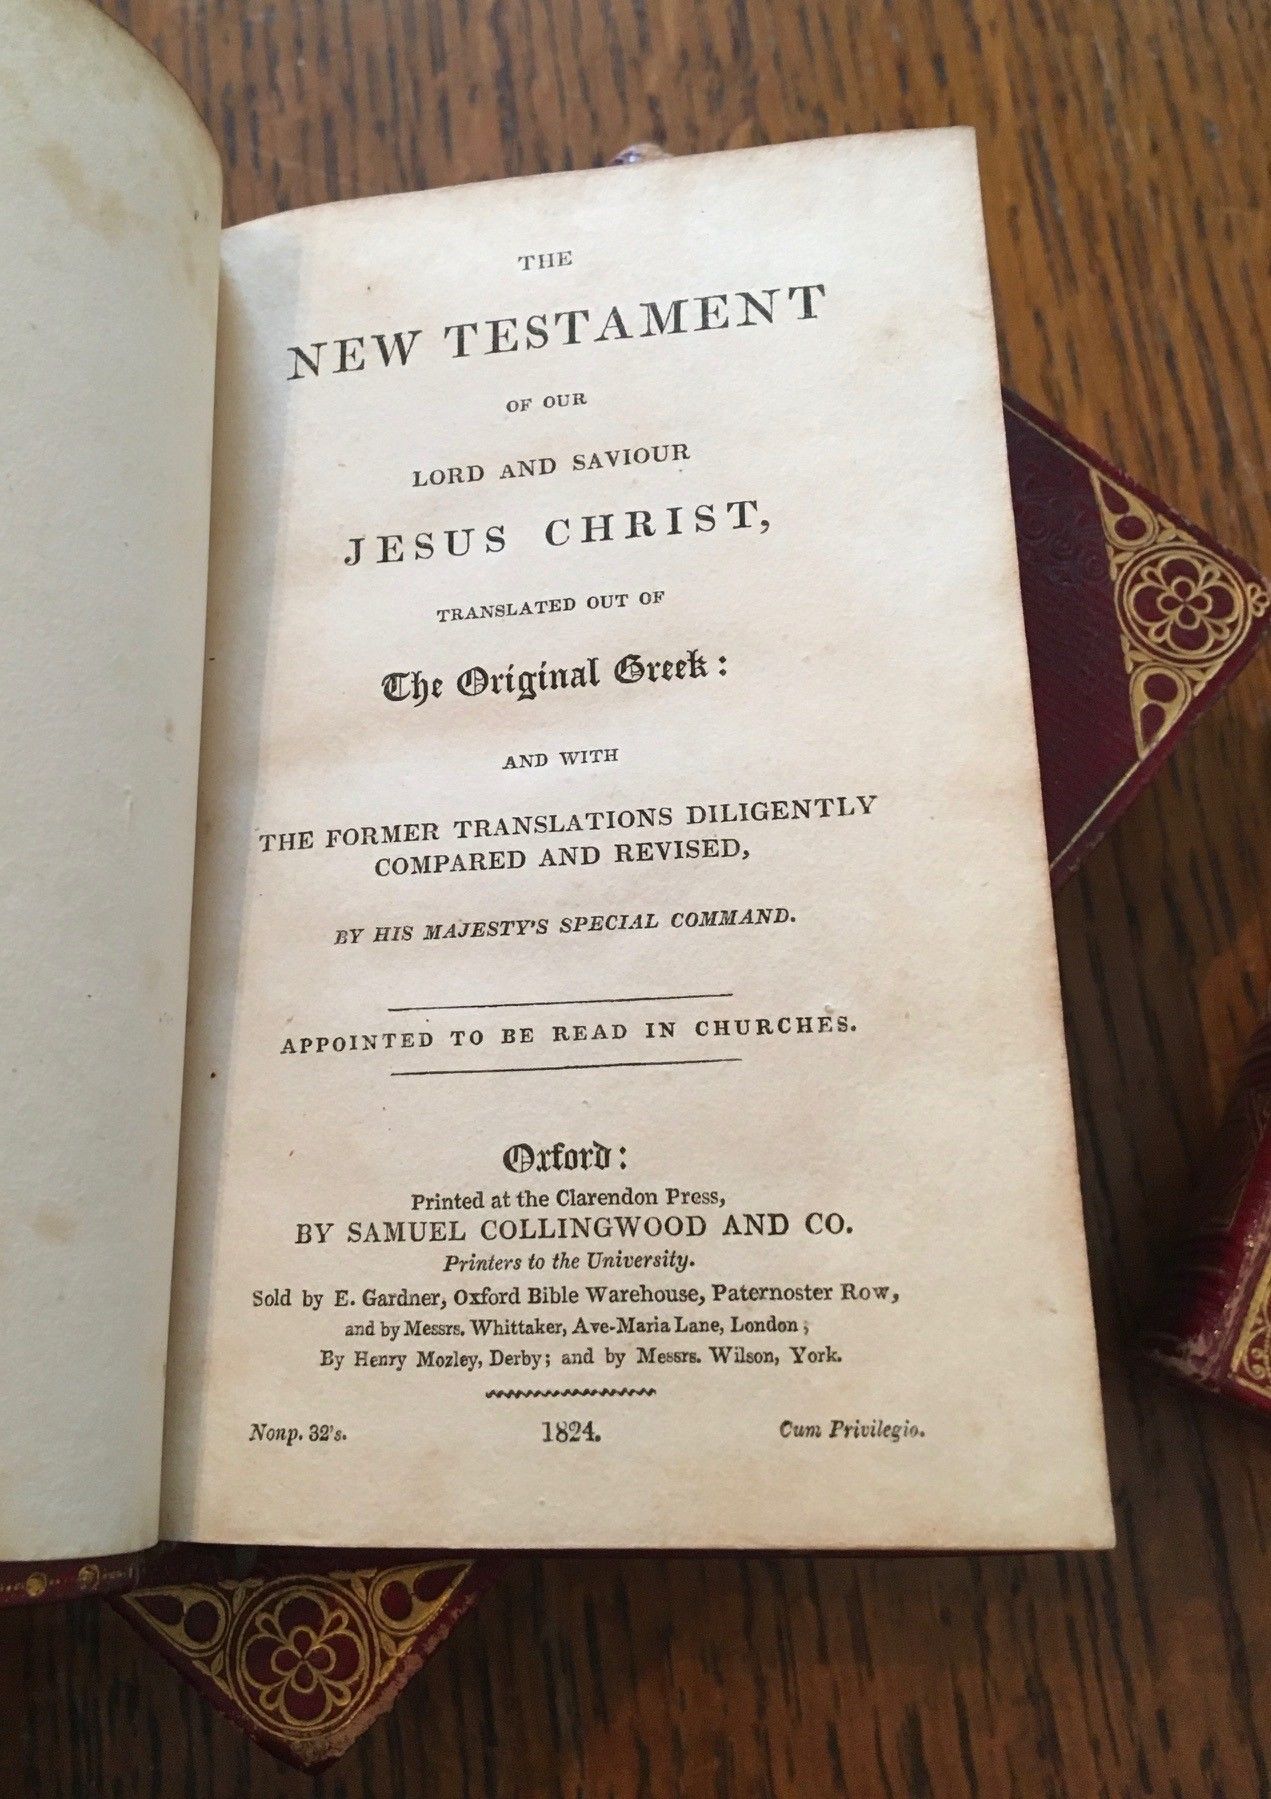 THE
NEW TESTAMENT
OF OUR
LORD AND SAVIOUR
JESUS CHRIST,
TRANSLATED OUT OF
The Original Greek:
AND WITH
THE FORMER TRANSLATIONS DILIGENTLY
COMPARED AND REVISED,
BY HIS MAJESTY'S SPECIAL COMMAND.
APPOINTED TO BE READ IN CHURCHES.
Oxford:
Printed at the Clarendon Press,
BY SAMUEL COLLINGWOOD AND CO.
Printers to the University.
Sold by E. Gardner, Oxford Bible Warehouse, Paternoster Row,
and by Messrs. Whittaker, Ave-Maria Lane, London;
By Henry Mozley, Derby; and by Messrs. Wilson, York.
Nonp. 32's. 1824. Cum Privilegio.